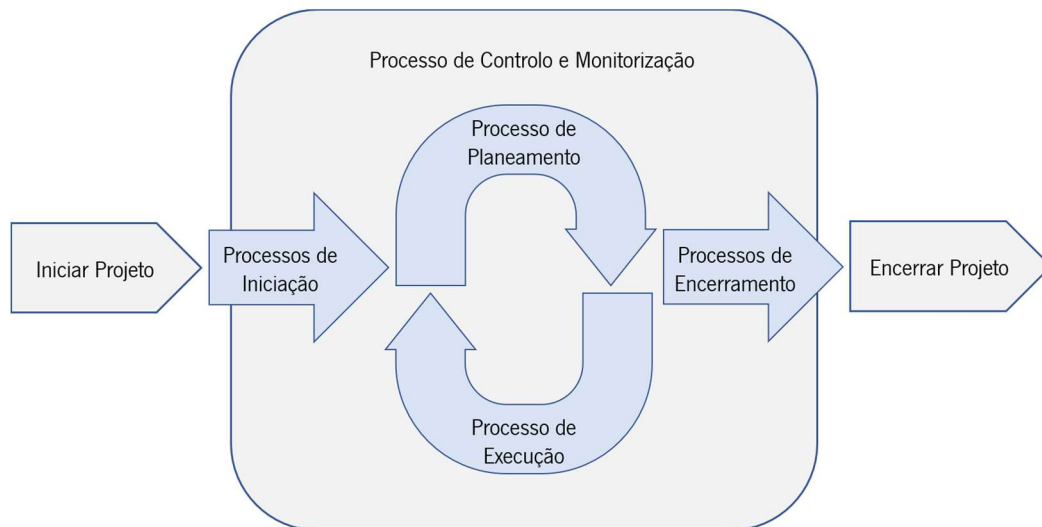 Processo de Controlo e Monitorização
Processo de
Planeamento
Iniciar Projeto
Processos de
Iniciação
Processos de
Encerramento
Encerrar Projeto
Processo de
Execução